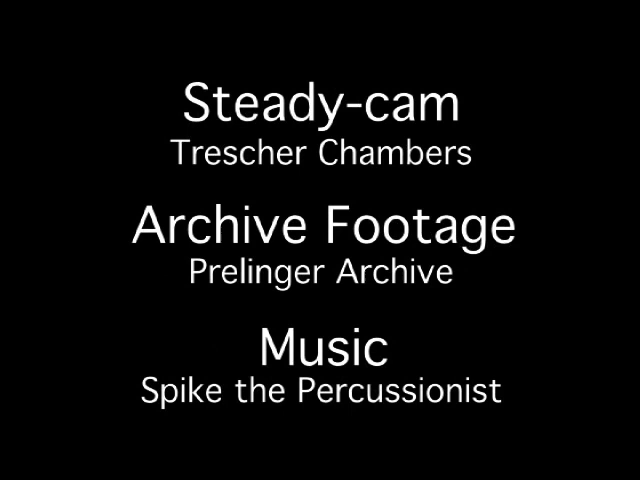 Steady-cam
Trescher Chambers
Archive Footage
Prelinger Archive
Music
Spike the Percussionist